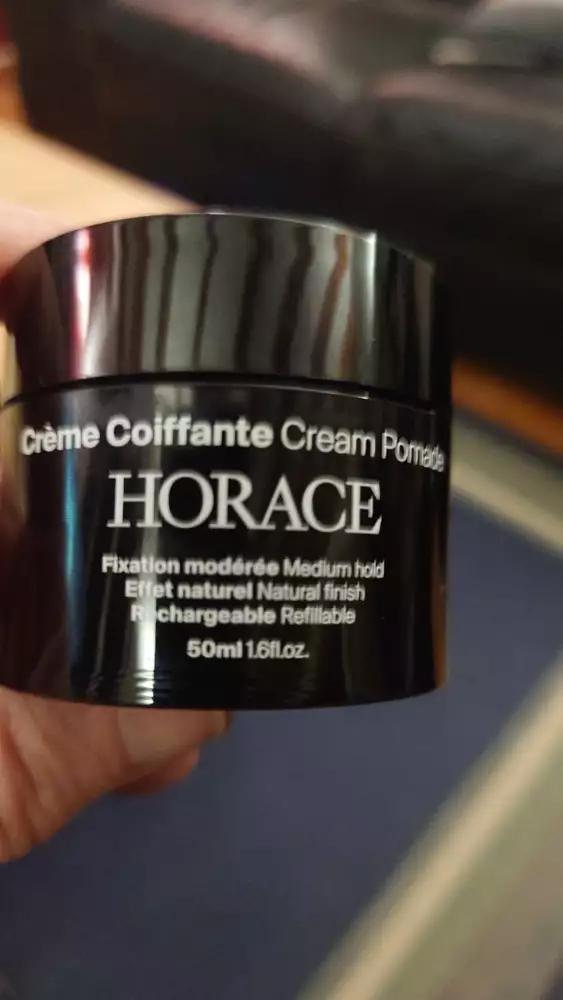 Crème Coiffante Cream Pomade
HORACE
Fixation modérée Medium hold
Effet naturel Natural finish
Rechargeable Refillable
50ml 1.6fl.oz.